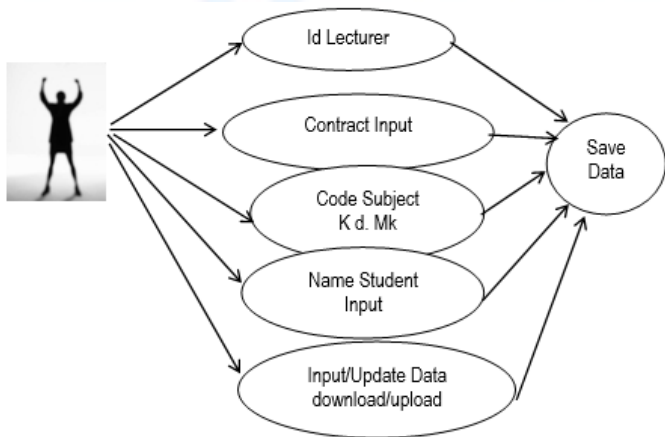 Id Lecturer
Contract Input
Save
Data
Code Subject
K d. Mk
Name Student
Input
Input/Update Data
download/upload